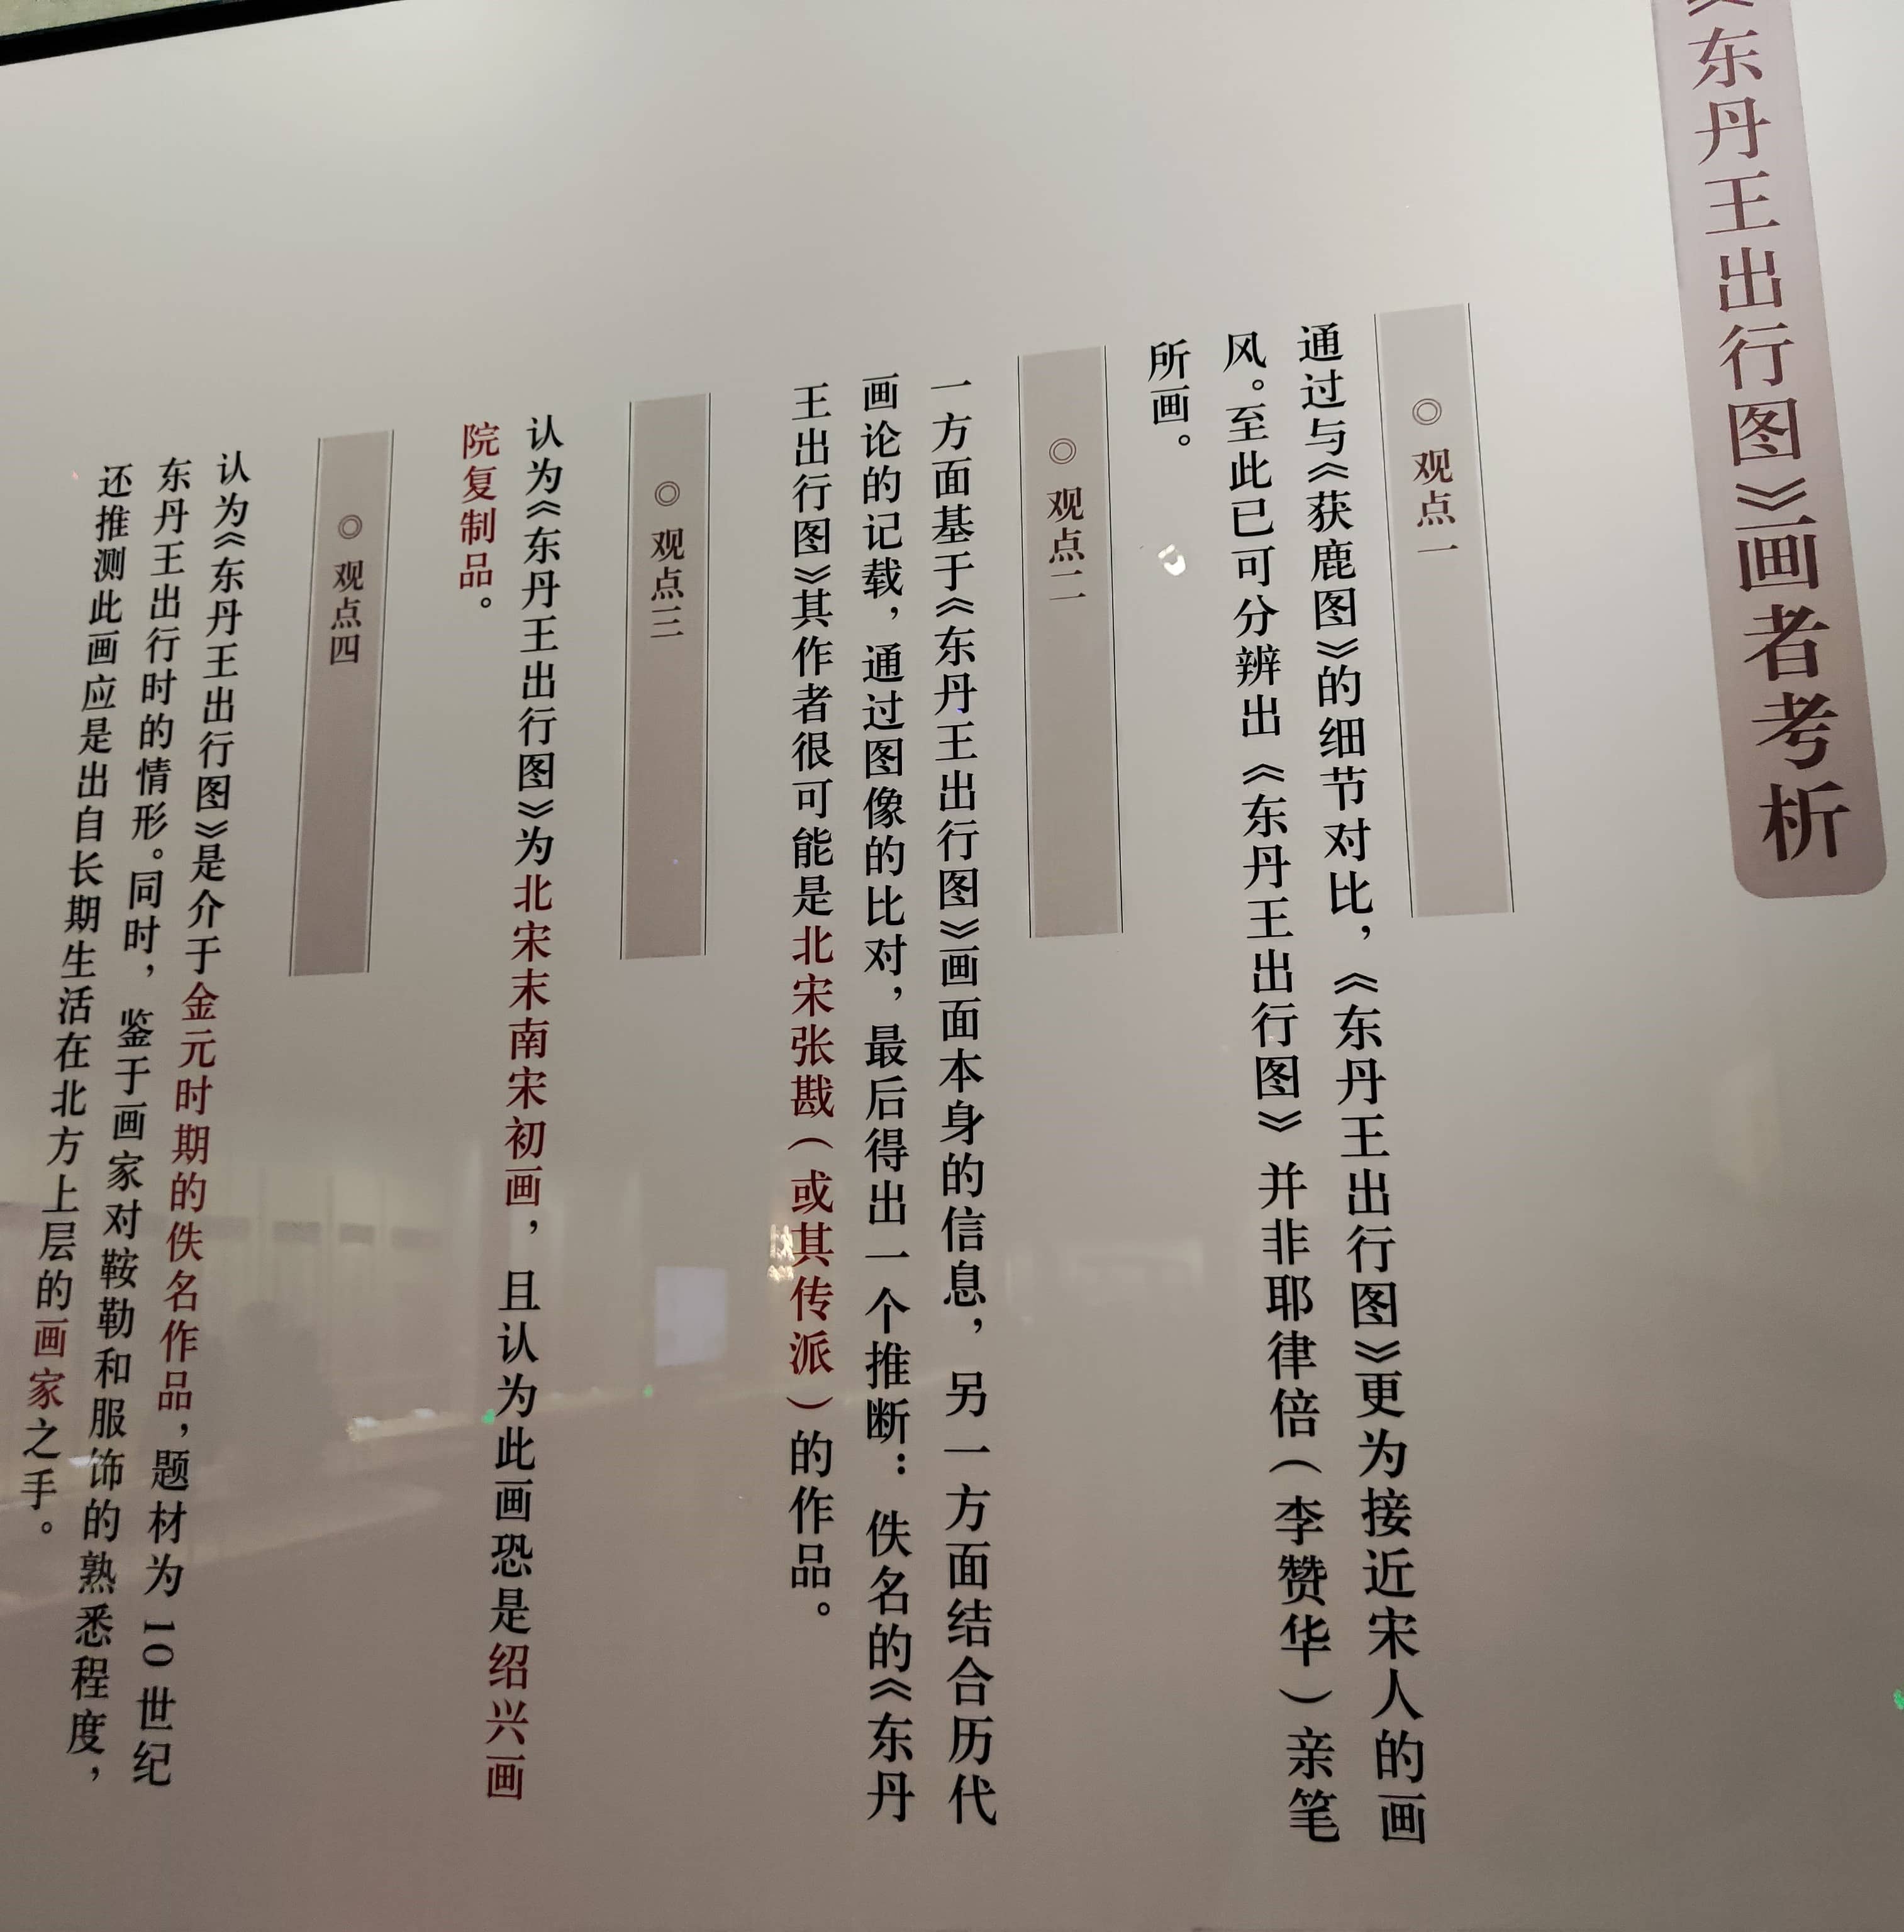 《东丹王出行图》画者考析
◎ 观点一
通过与《获鹿图》的细节对比，《东丹王出行图》更为接近宋人的画
风。至此已可分辨出《东丹王出行图》并非耶律倍（李赞华）亲笔
所画。
◎ 观点二
一方面基于《东丹王出行图》画面本身的信息，另一方面结合历代
画论的记载，通过图像的比对，最后得出一个推断：佚名的《东丹
王出行图》其作者很可能是北宋张戡（或其传派）的作品。
◎ 观点三
认为《东丹王出行图》为北宋末南宋初画，且认为此画恐是绍兴画
院复制品。
◎ 观点四
认为《东丹王出行图》是介于金元时期的佚名作品，题材为10世纪
东丹王出行时的情形。同时，鉴于画家对鞍勒和服饰的熟悉程度，
还推测此画应是出自长期生活在北方上层的画家之手。